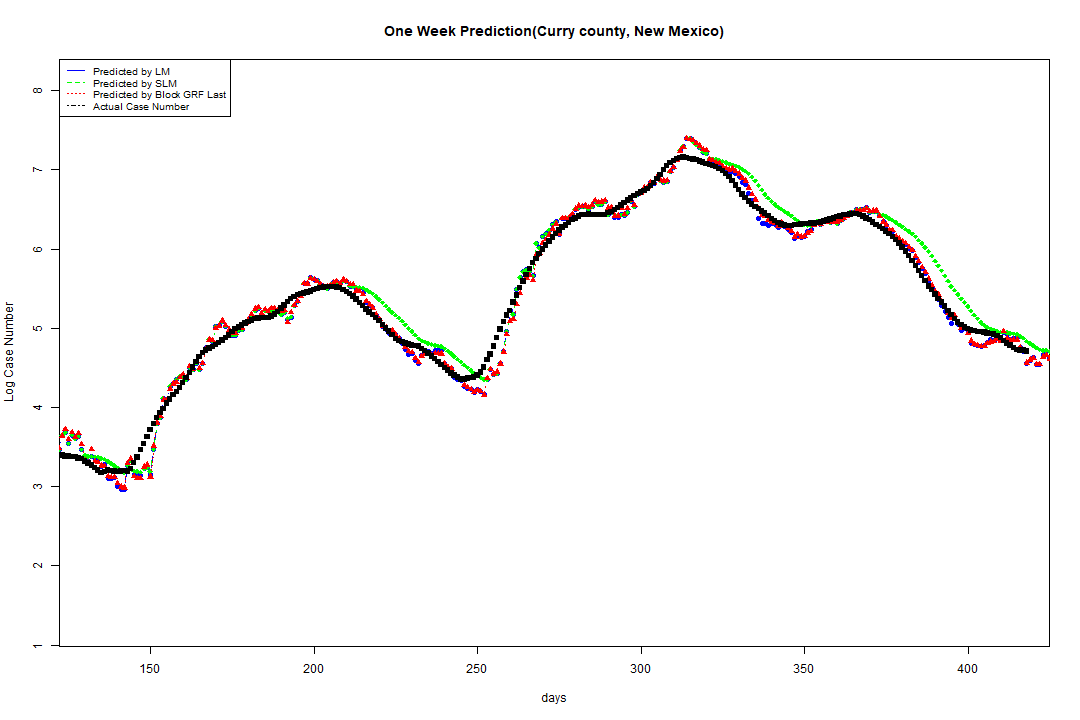 One Week Prediction(Curry county, New Mexico)
Predicted by LM
Predicted by SLM
Predicted by Block GRF Last
Actual Case Number
8
7
6
5
4
3
2
1
Log Case Number
150 200 250 300 350 400
days